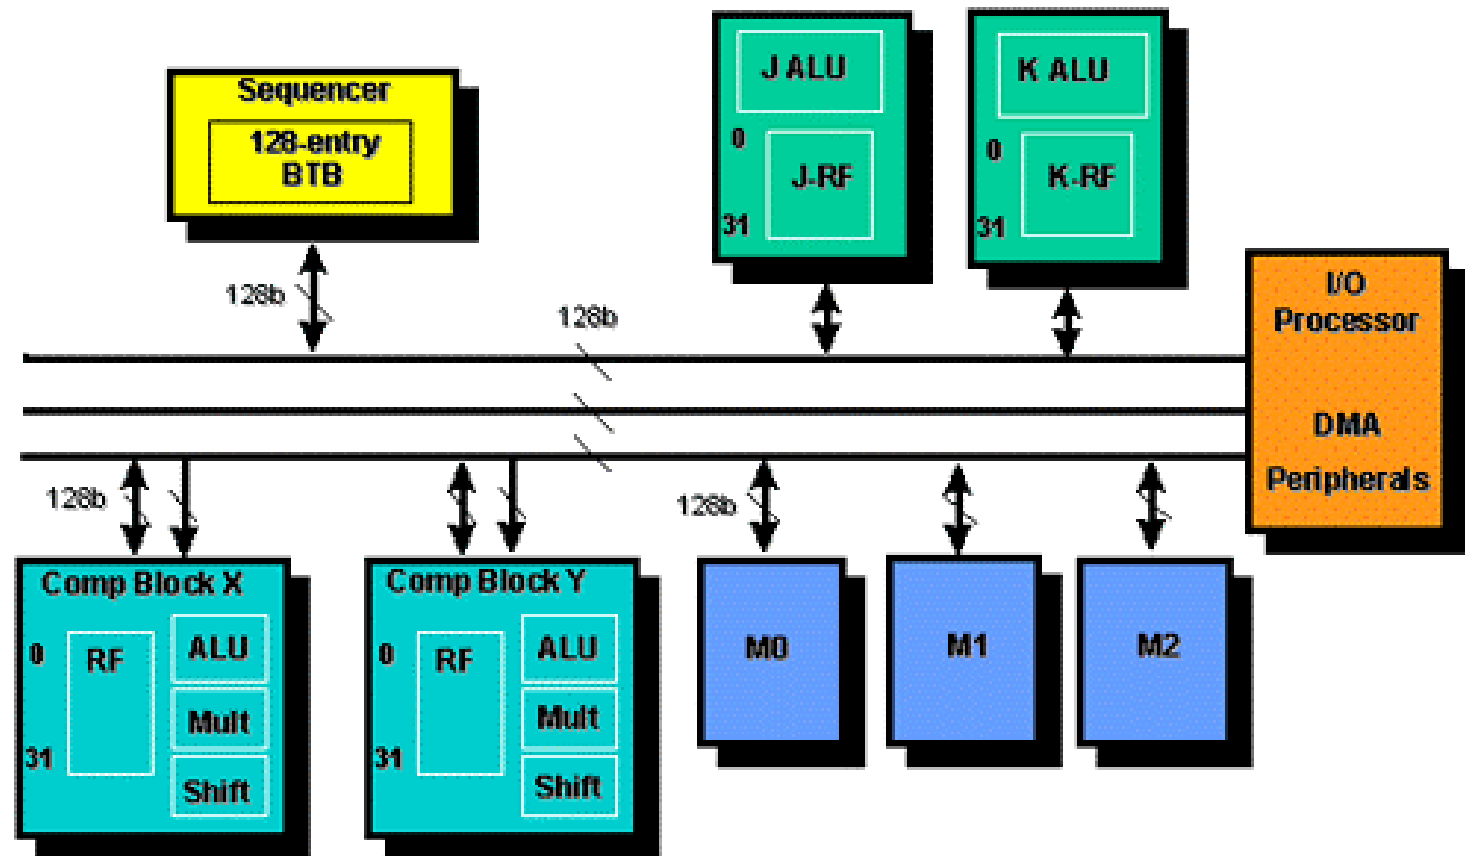 Sequencer
128-entry
BTB
J ALU
0
J-RF
31
K ALU
0
K-RF
31
128b
128b
I/O
Processor
DMA
Peripherals
128b
128b
Comp Block X
0
RF
31
ALU
Mult
Shift
Comp Block Y
0
RF
31
ALU
Mult
Shift
M0
M1
M2